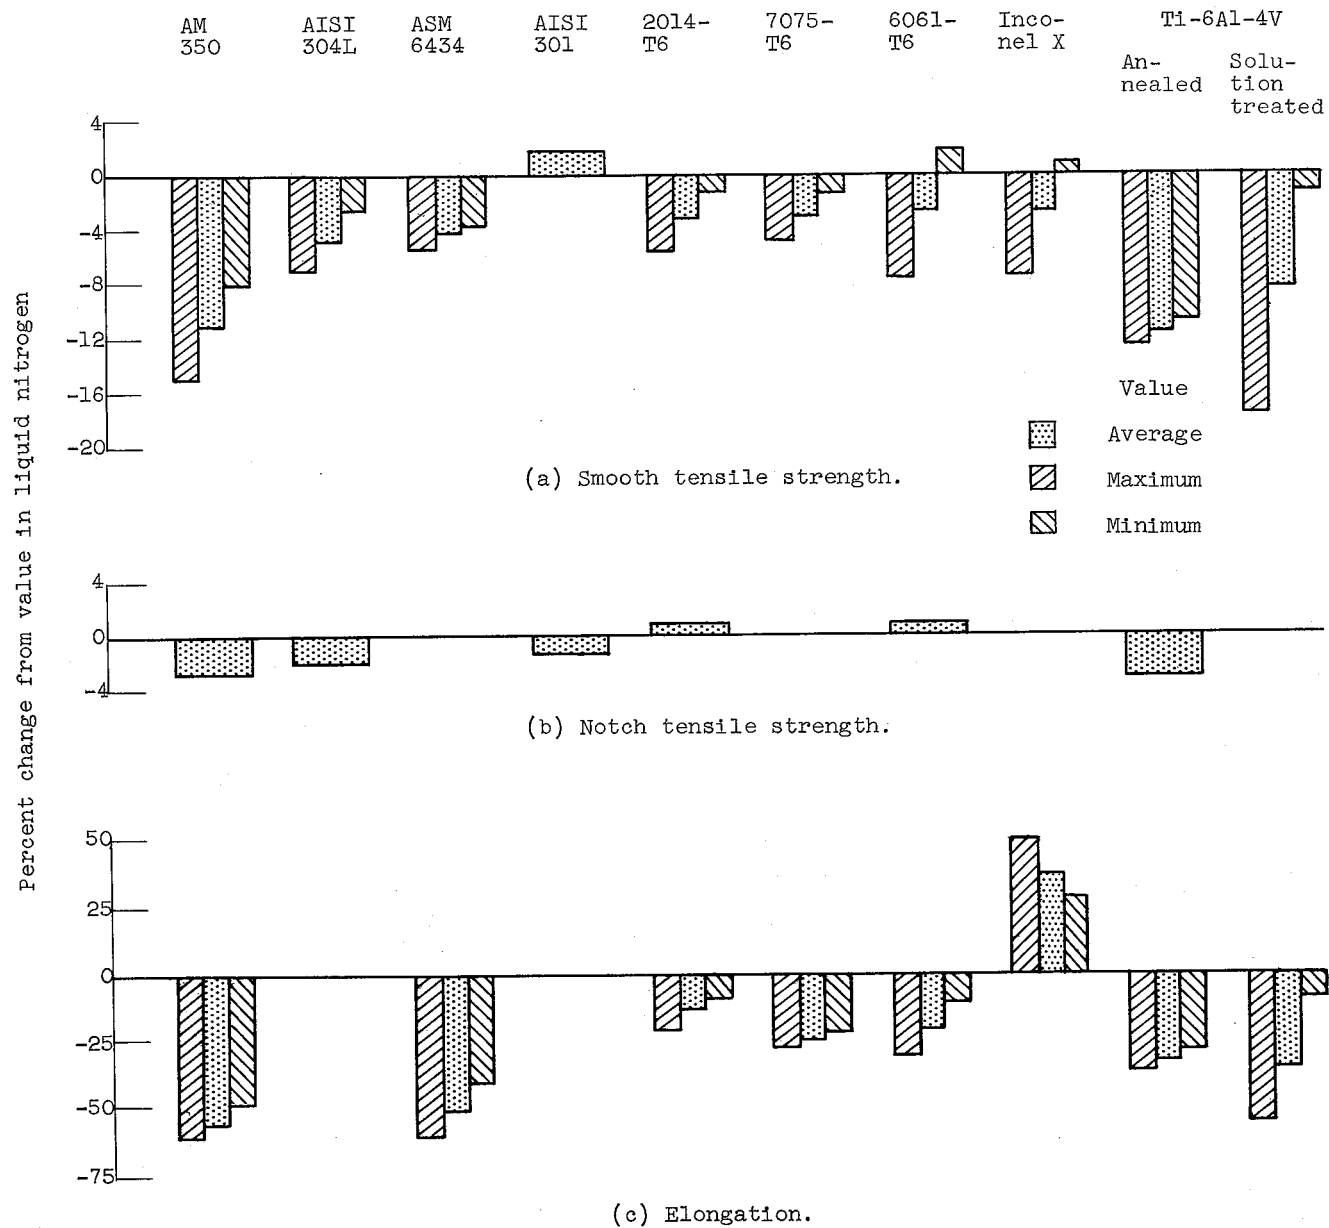 AM
350
AISI
304L
ASM
6434
AISI
301
2014-
T6
7075-
T6
6061-
T6
Inco-
nel X
Ti-6Al-4V
An-
nealed
Solu-
tion
treated
4
0
-4
-8
-12
-16
-20
Value
Average
Maximum
Minimum
(a) Smooth tensile strength.
Percent change from value in liquid nitrogen
4
0
-4
(b) Notch tensile strength.
50
25
0
-25
-50
-75
(c) Elongation.